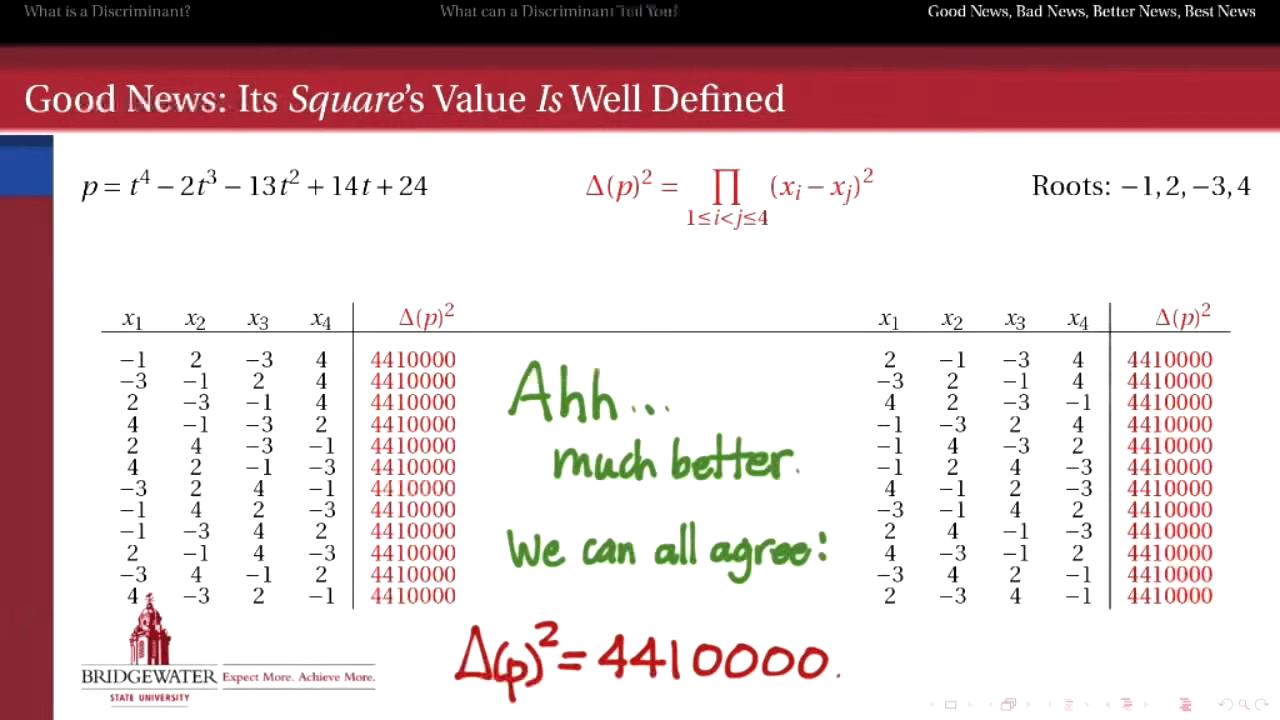 What is a Discriminant? What can a Discriminant Tell You? Good News, Bad News, Better News, Best News
Good News: Its Square's Value Is Well Defined
p = t⁴ − 2t³ − 13t² + 14t + 24 Δ(p)² = ∏ (xᵢ − xⱼ)² Roots: −1, 2, −3, 4
1≤i<j≤4
x₁ x₂ x₃ x₄ Δ(p)² x₁ x₂ x₃ x₄ Δ(p)²
−1 2 −3 4 4410000 2 −1 −3 4 4410000
−3 −1 2 4 4410000 −3 2 −1 4 4410000
2 −3 −1 4 4410000 4 2 −3 −1 4410000
4 −1 −3 2 4410000 −1 −3 2 4 4410000
2 4 −3 −1 4410000 −1 4 −3 2 4410000
4 2 −1 −3 4410000 −1 2 4 −3 4410000
−3 2 4 −1 4410000 4 −1 2 −3 4410000
−1 4 2 −3 4410000 −3 −1 4 2 4410000
−1 −3 4 2 4410000 2 4 −1 −3 4410000
2 −1 4 −3 4410000 4 −3 −1 2 4410000
−3 4 −1 2 4410000 −3 4 2 −1 4410000
4 −3 2 −1 4410000 2 −3 4 −1 4410000
Ahh...
much better.
We can all agree:
Δ(p)² = 4410000.
BRIDGEWATER Expect More. Achieve More.
STATE UNIVERSITY